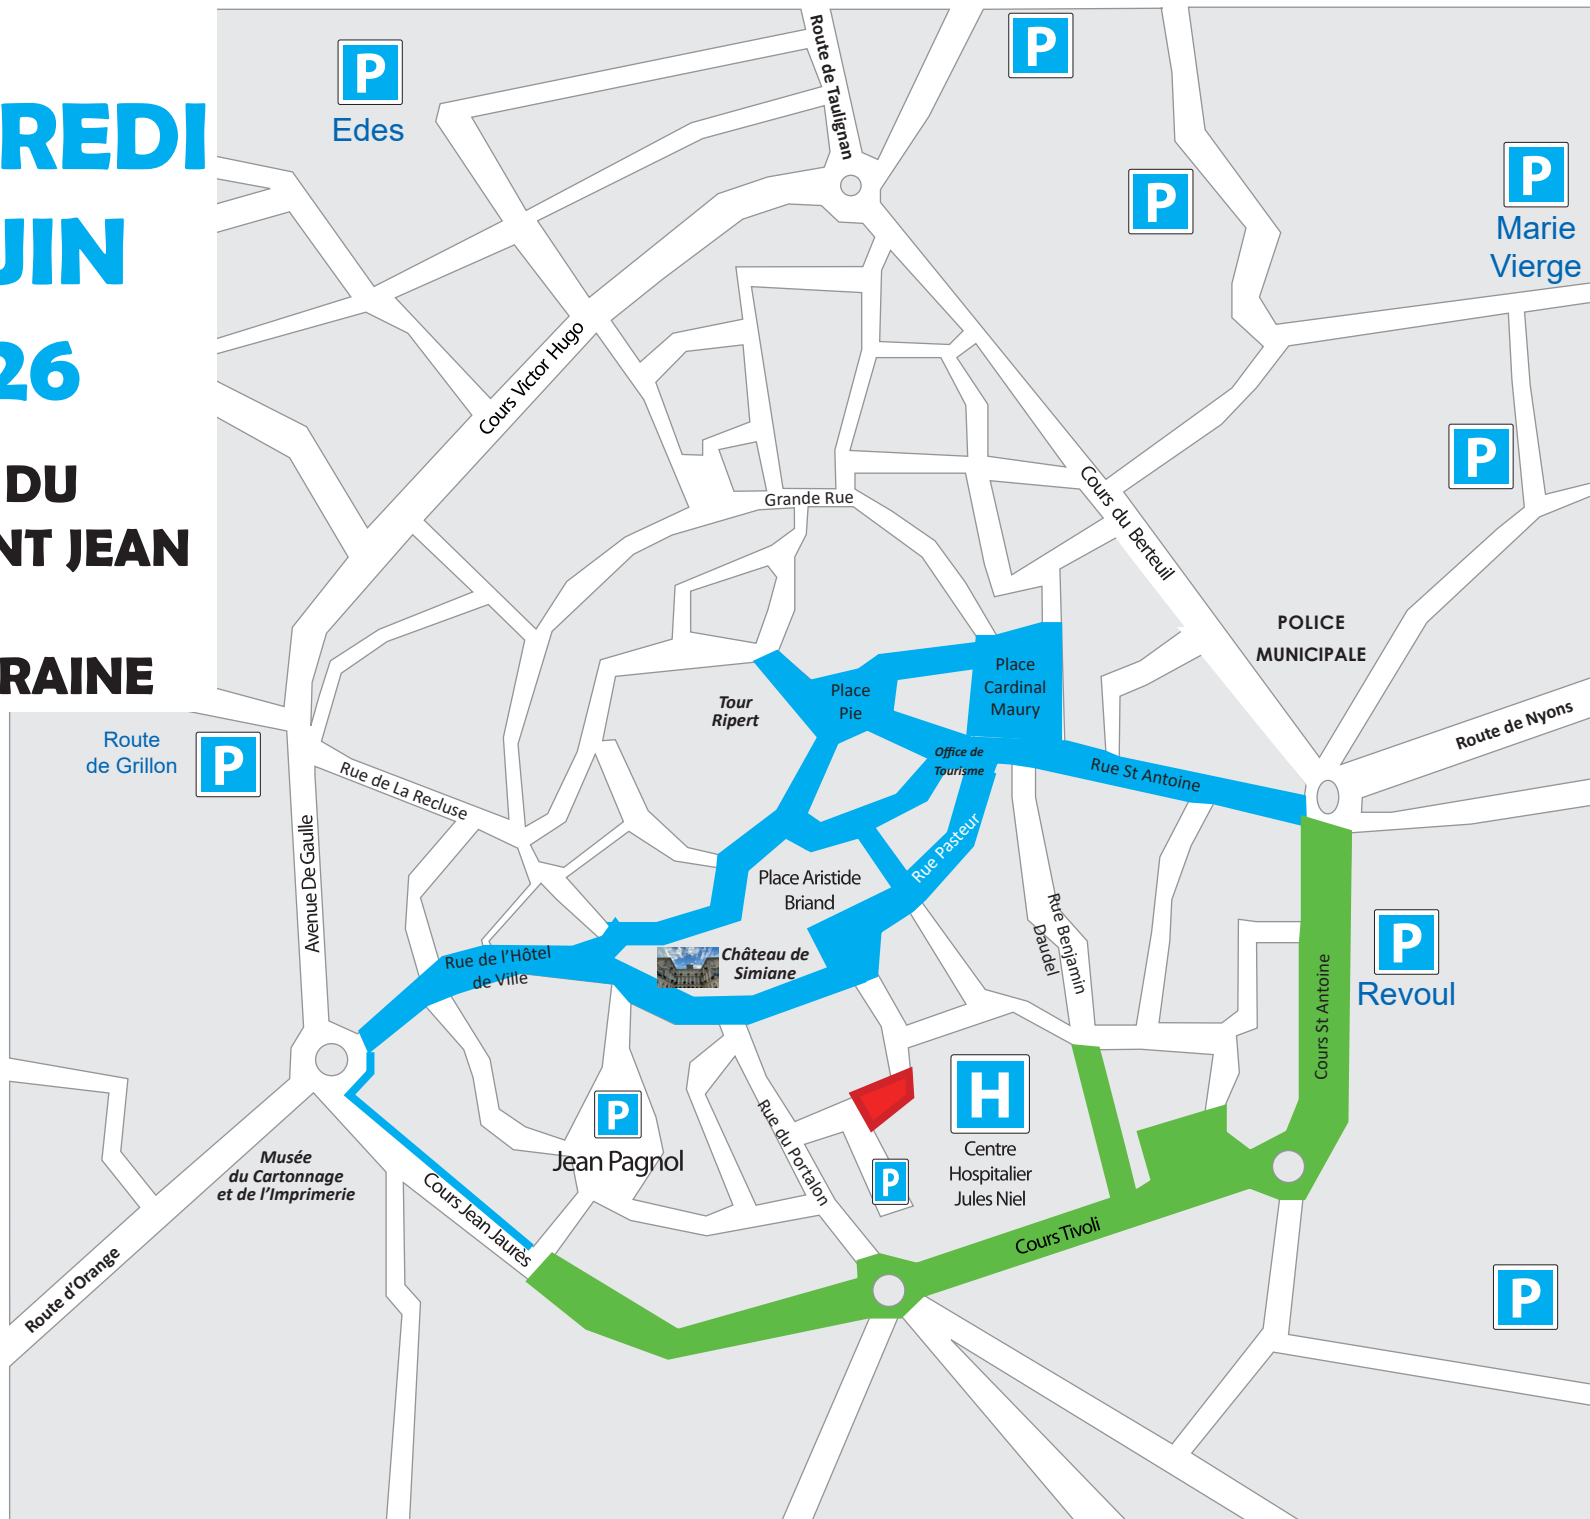 REDI
UIN
26
DU
NT JEAN
RAINE
P
Edes
Route de Taulignan
P
P
P
Marie
Vierge
Cours Victor Hugo
P
Grande Rue
Cours du Berteuil
POLICE
MUNICIPALE
Place
Cardinal
Maury
Place
Pie
Tour
Ripert
Office de
Tourisme
Route de Nyons
Route
de Grillon
P
Rue de La Recluse
Rue St Antoine
Avenue De Gaulle
Rue Pasteur
Place Aristide
Briand
Rue Benjamin
Daudel
Rue de l'Hôtel
de Ville
Château de
Simiane
Cours St Antoine
P
Revoul
P
Jean Pagnol
Rue du Portalon
H
Centre
Hospitalier
Jules Niel
P
Musée
du Cartonnage
et de l'Imprimerie
Cours Jean Jaurès
Cours Tivoli
Route d'Orange
P